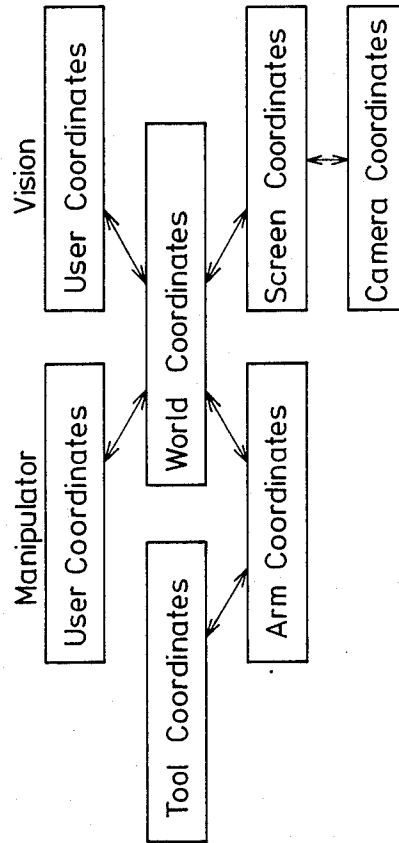 Manipulator
Vision
User Coordinates
User Coordinates
World Coordinates
Tool Coordinates
Arm Coordinates
Screen Coordinates
Camera Coordinates